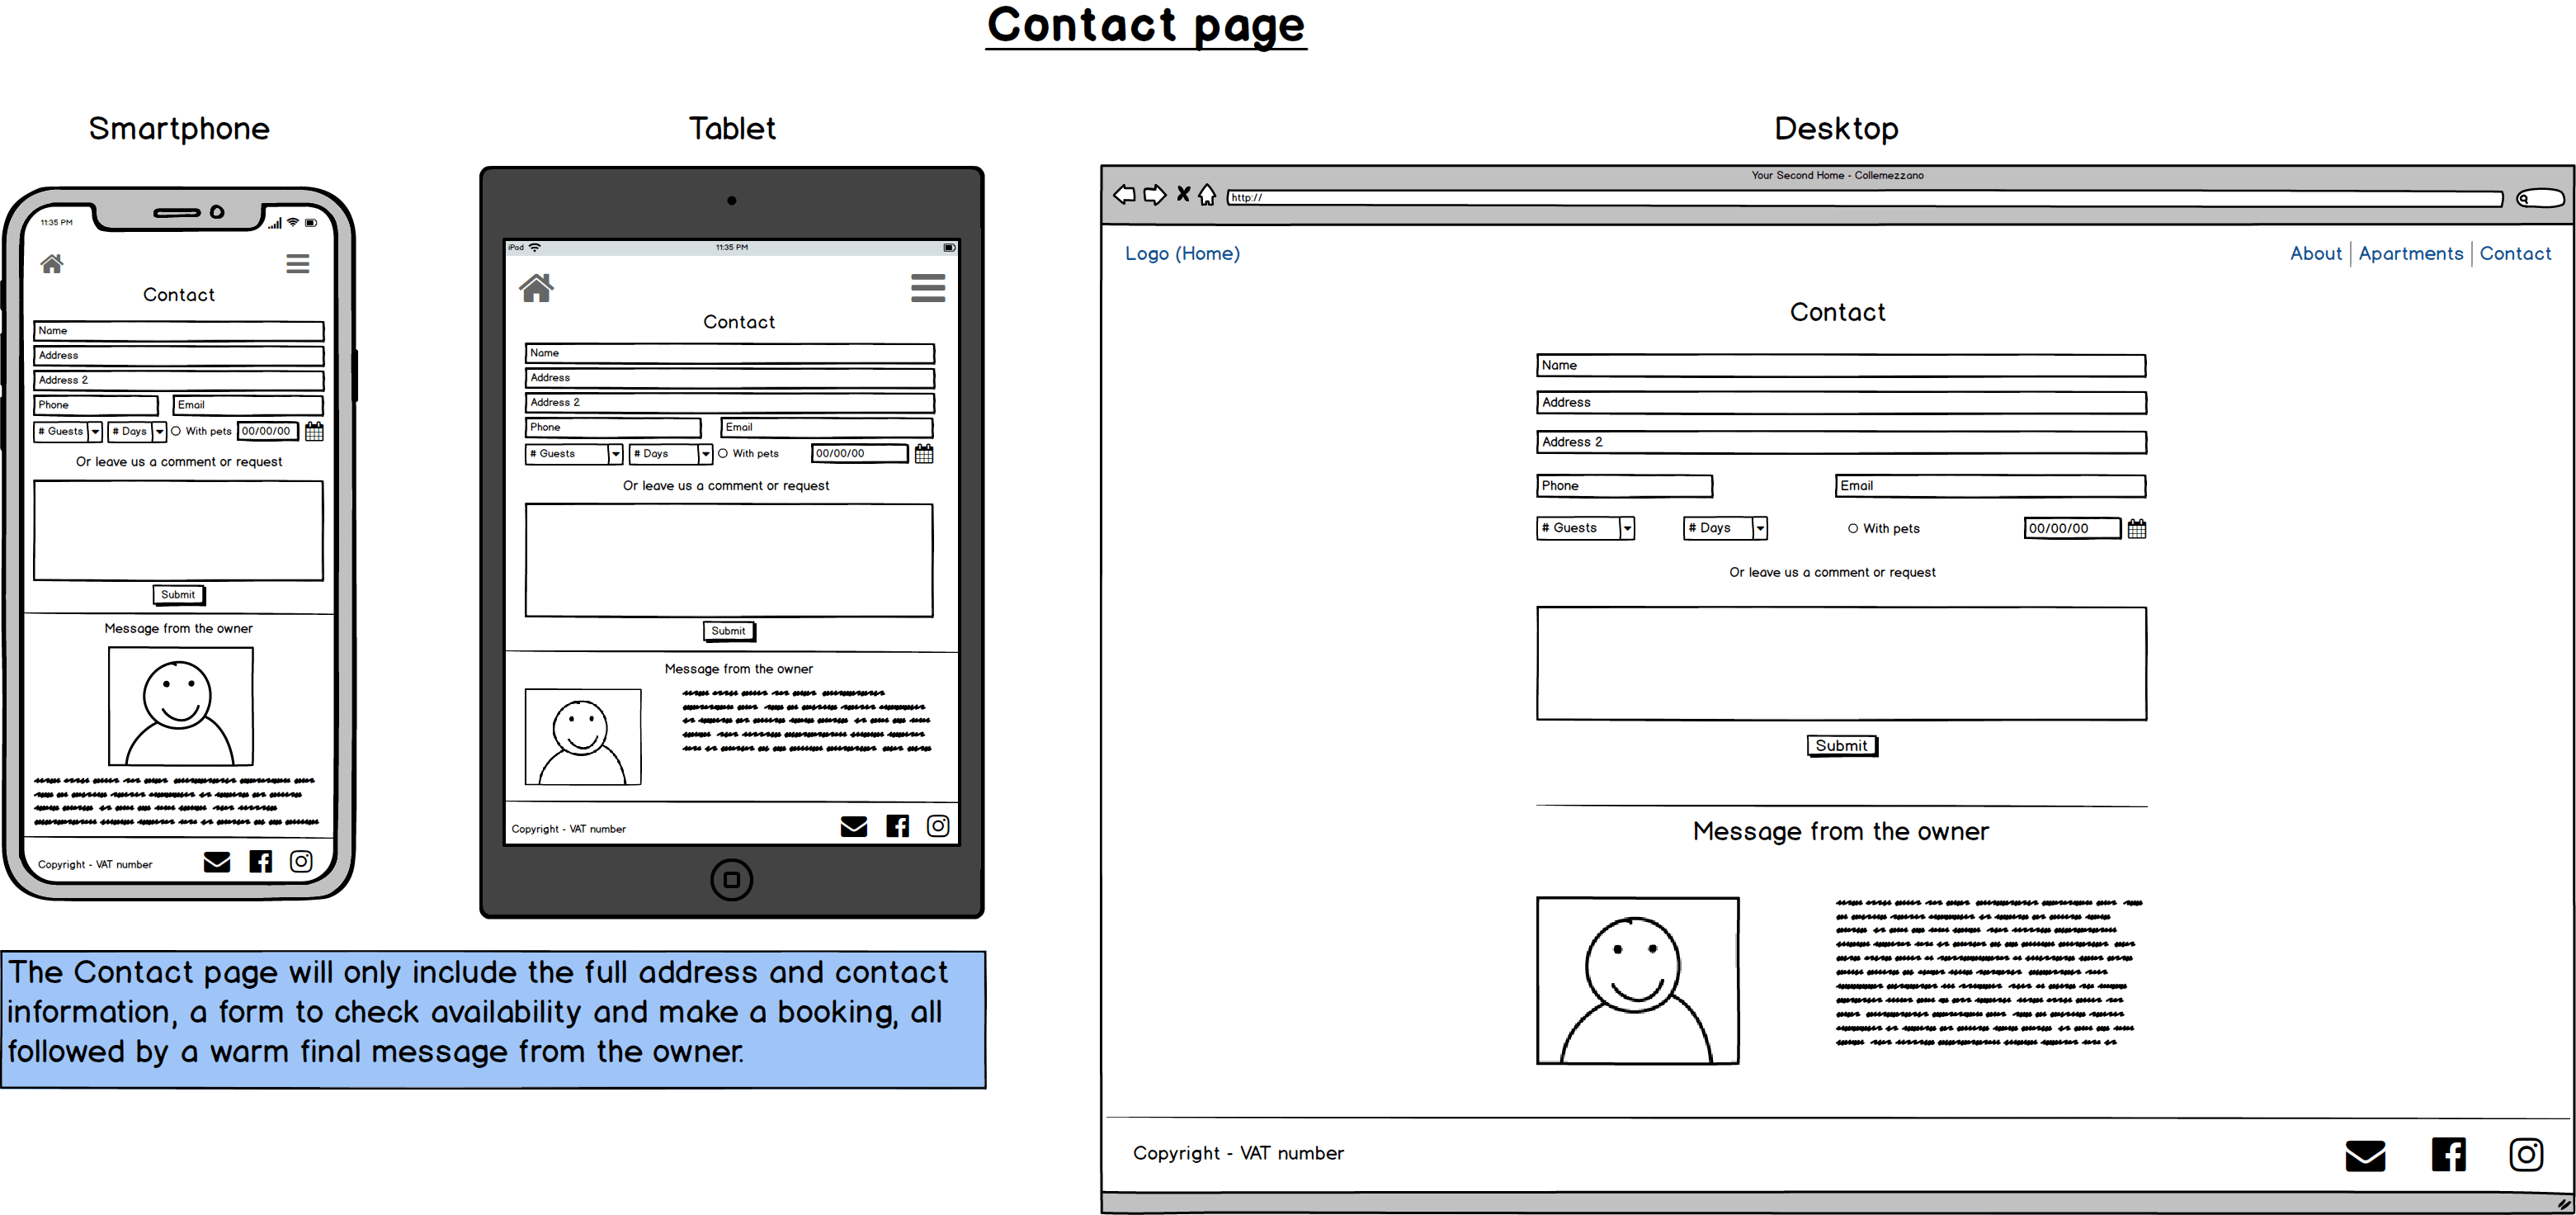 Contact page
Smartphone
11:35 PM
Contact
Name
Address
Address 2
Phone Email
# Guests # Days With pets 00/00/00
Or leave us a comment or request
Submit
Message from the owner
Copyright - VAT number
Tablet
iPad 11:35 PM
Contact
Name
Address
Address 2
Phone Email
# Guests # Days With pets 00/00/00
Or leave us a comment or request
Submit
Message from the owner
Copyright - VAT number
The Contact page will only include the full address and contact
information, a form to check availability and make a booking, all
followed by a warm final message from the owner.
Desktop
Your Second Home - Collemezzano
http://
Logo (Home) About Apartments Contact
Contact
Name
Address
Address 2
Phone Email
# Guests # Days With pets 00/00/00
Or leave us a comment or request
Submit
Message from the owner
Copyright - VAT number